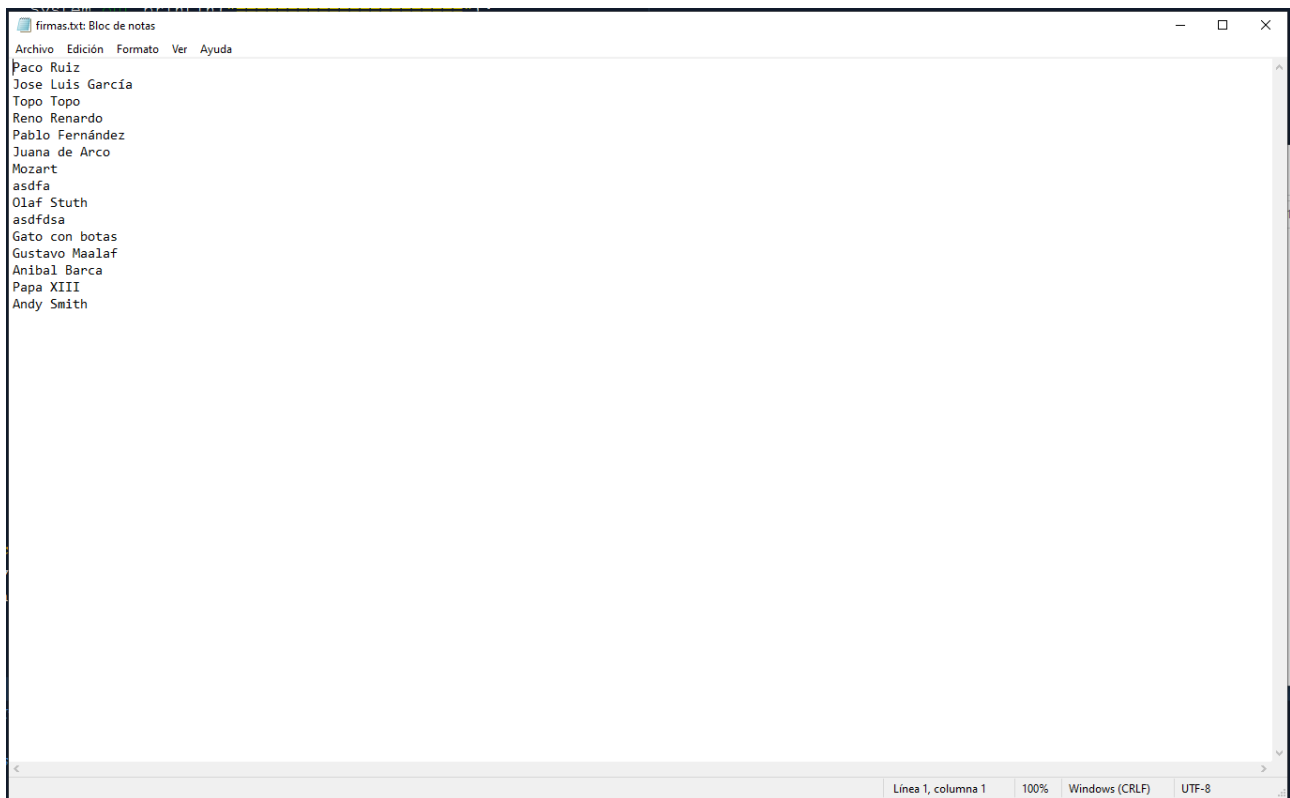 firmas.txt: Bloc de notas
Archivo Edición Formato Ver Ayuda
Paco Ruiz
Jose Luis García
Topo Topo
Reno Renardo
Pablo Fernández
Juana de Arco
Mozart
asdfa
Olaf Stuth
asdfdsa
Gato con botas
Gustavo Maalaf
Anibal Barca
Papa XIII
Andy Smith
Línea 1, columna 1 100% Windows (CRLF) UTF-8